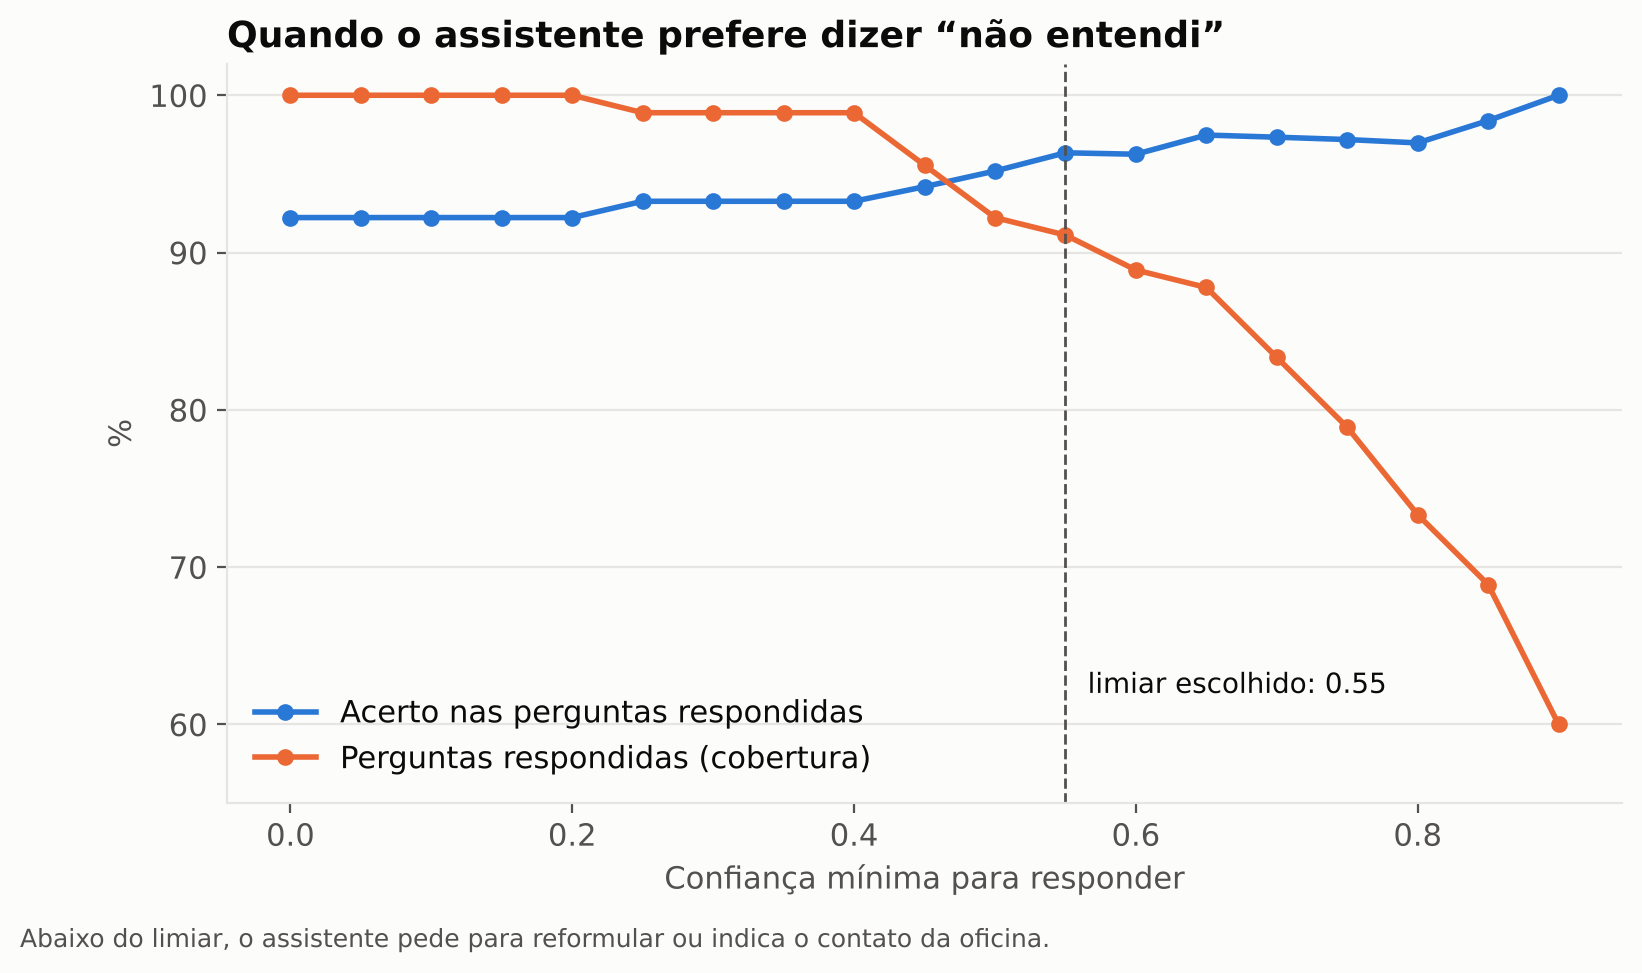 Quando o assistente prefere dizer “não entendi”
100
90
80
70
60
%
limiar escolhido: 0.55
Acerto nas perguntas respondidas
Perguntas respondidas (cobertura)
0.0 0.2 0.4 0.6 0.8
Confiança mínima para responder
Abaixo do limiar, o assistente pede para reformular ou indica o contato da oficina.